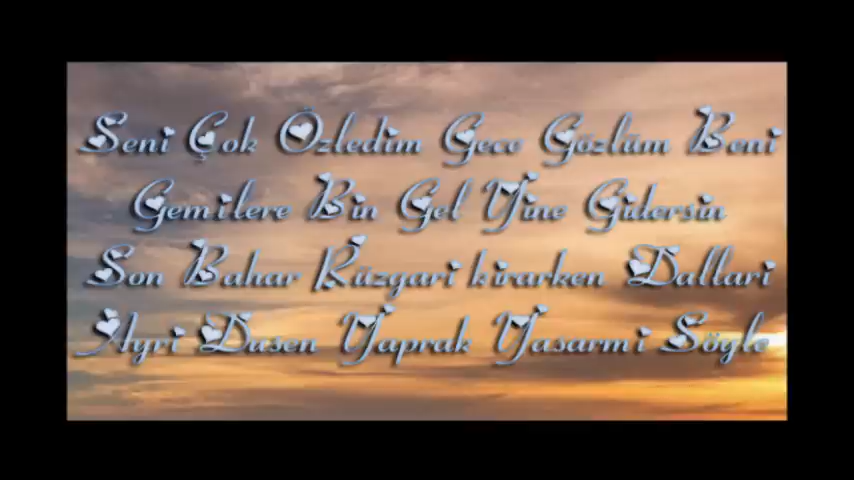 Seni Çok Özledim Gece Gözlüm Beni
Gemilere Bin Gel Yine Gidersin
Son Bahar Rüzgari kirarken Dallari
Ayri Dusen Yaprak Yasarmi Söyle